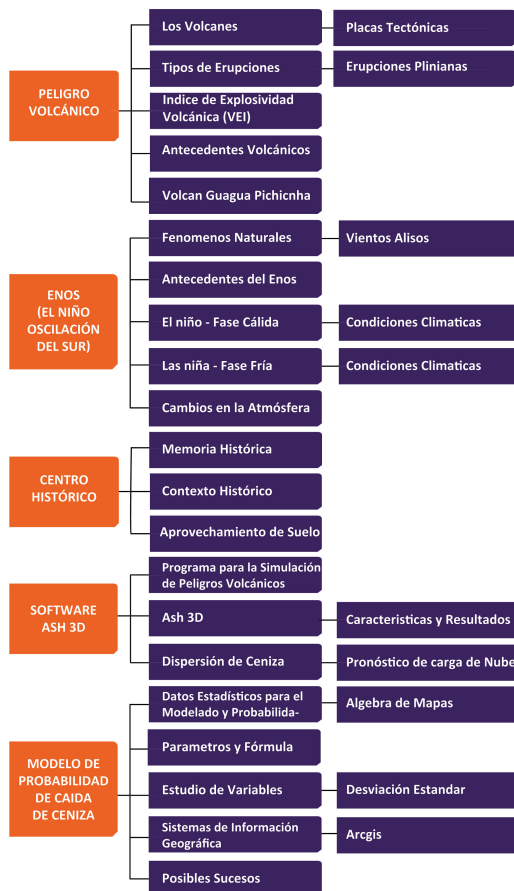 PELIGRO
VOLCÁNICO
Los Volcanes
Placas Tectónicas
Tipos de Erupciones
Erupciones Plinianas
Indice de Explosividad
Volcánica (VEI)
Antecedentes Volcánicos
Volcan Guagua Pichicnha
ENOS
(EL NIÑO
OSCILACIÓN
DEL SUR)
Fenomenos Naturales
Vientos Alisos
Antecedentes del Enos
El niño - Fase Cálida
Condiciones Climaticas
Las niña - Fase Fría
Condiciones Climaticas
Cambios en la Atmósfera
CENTRO
HISTÓRICO
Memoria Histórica
Contexto Histórico
Aprovechamiento de Suelo
SOFTWARE
ASH 3D
Programa para la Simulación
de Peligros Volcánicos
Ash 3D
Caracteristicas y Resultados
Dispersión de Ceniza
Pronóstico de carga de Nube
MODELO DE
PROBABILIDAD
DE CAIDA
DE CENIZA
Datos Estadísticos para el
Modelado y Probabilida-
Algebra de Mapas
Parametros y Fórmula
Estudio de Variables
Desviación Estandar
Sistemas de Información
Geográfica
Arcgis
Posibles Sucesos